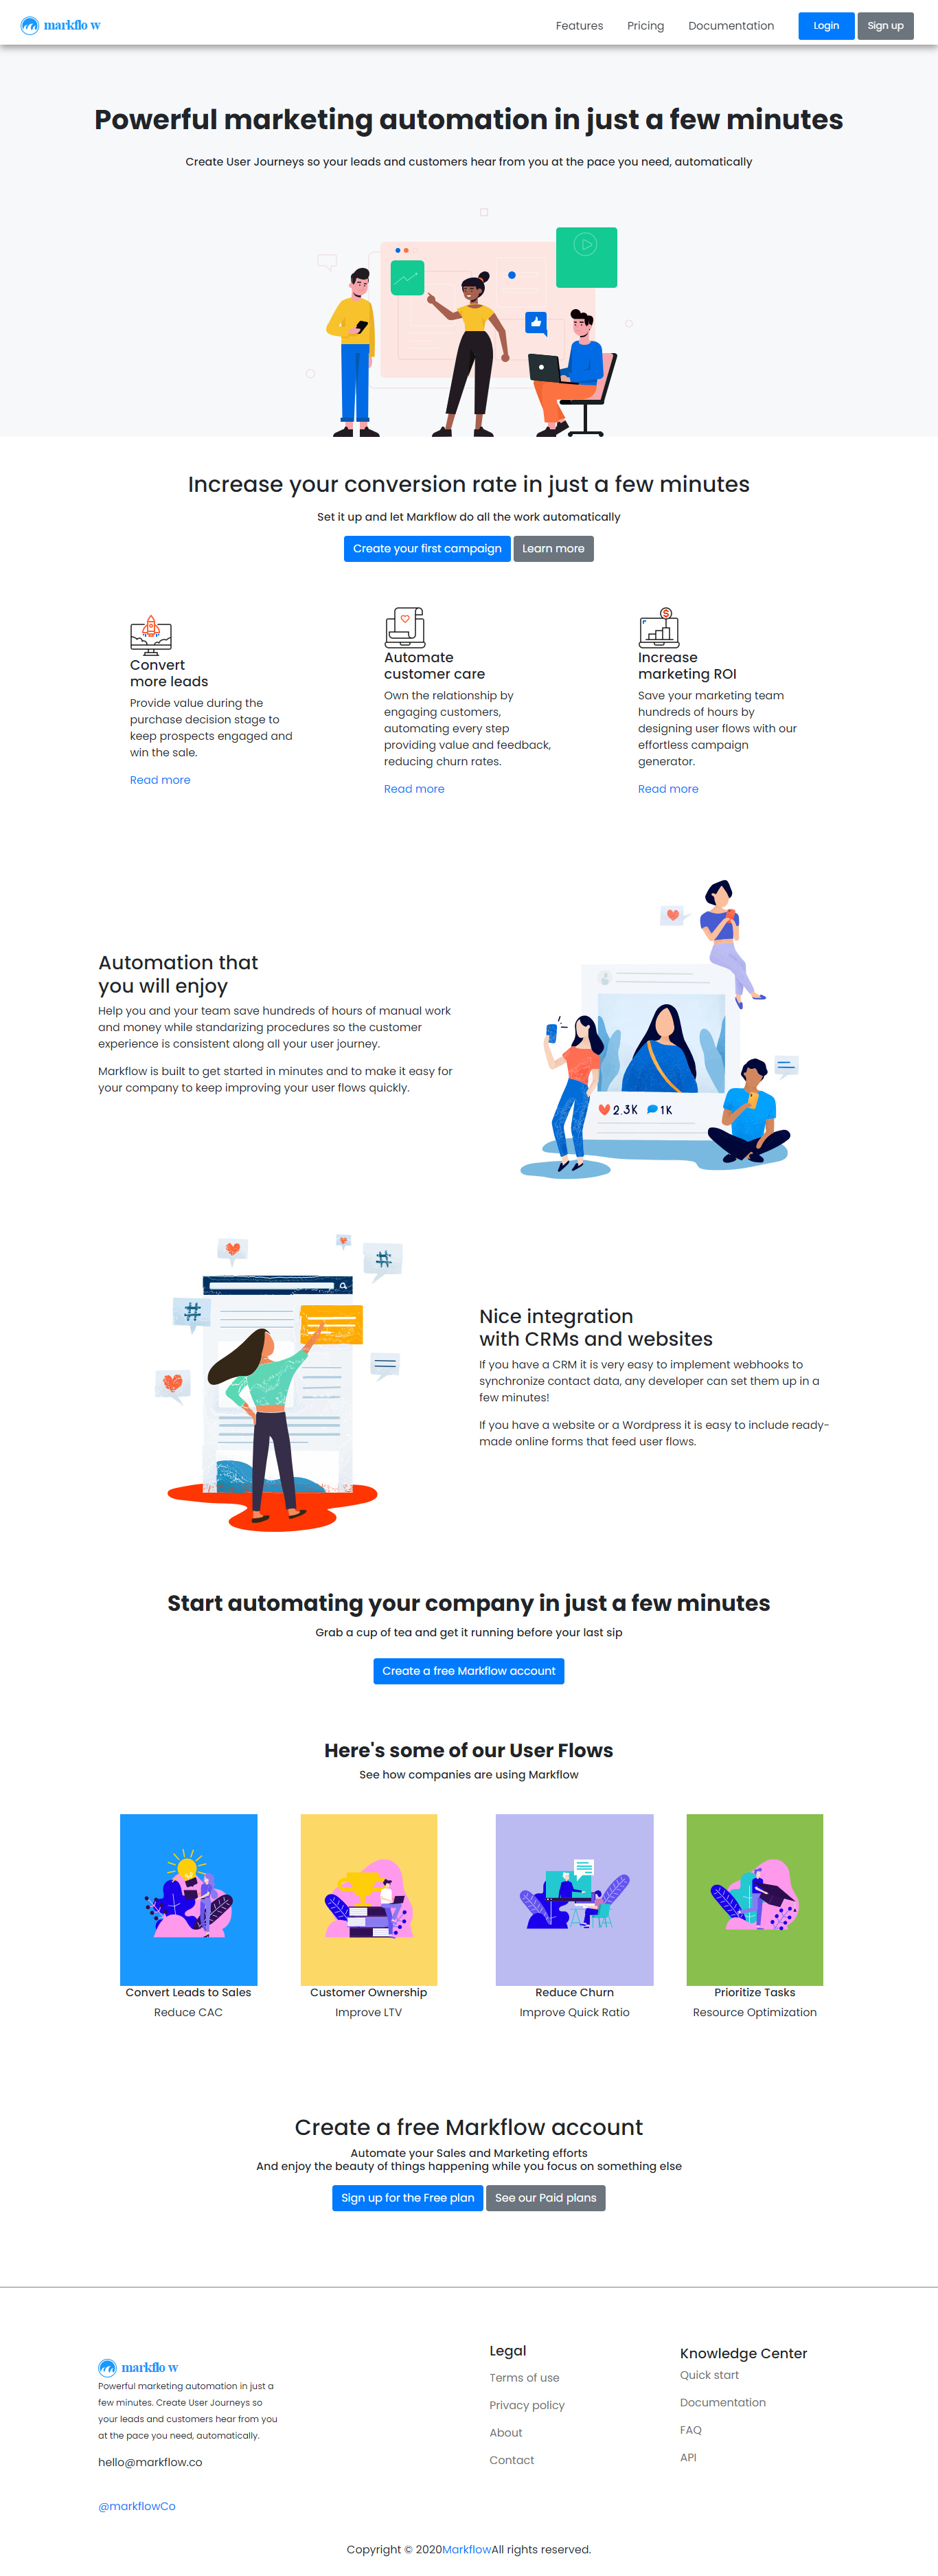 markflo w
Features
Pricing
Documentation
Login
Sign up
Powerful marketing automation in just a few minutes
Create User Journeys so your leads and customers hear from you at the pace you need, automatically
Increase your conversion rate in just a few minutes
Set it up and let Markflow do all the work automatically
Create your first campaign
Learn more
Convert
more leads
Provide value during the
purchase decision stage to
keep prospects engaged and
win the sale.
Read more
Automate
customer care
Own the relationship by
engaging customers,
automating every step
providing value and feedback,
reducing churn rates.
Read more
$
Increase
marketing ROI
Save your marketing team
hundreds of hours by
designing user flows with our
effortless campaign
generator.
Read more
Automation that
you will enjoy
Help you and your team save hundreds of hours of manual work
and money while standarizing procedures so the customer
experience is consistent along all your user journey.
Markflow is built to get started in minutes and to make it easy for
your company to keep improving your user flows quickly.
2.3K
1K
#
#
Nice integration
with CRMs and websites
If you have a CRM it is very easy to implement webhooks to
synchronize contact data, any developer can set them up in a
few minutes!
If you have a website or a Wordpress it is easy to include ready-
made online forms that feed user flows.
Start automating your company in just a few minutes
Grab a cup of tea and get it running before your last sip
Create a free Markflow account
Here's some of our User Flows
See how companies are using Markflow
Convert Leads to Sales
Reduce CAC
Customer Ownership
Improve LTV
Reduce Churn
Improve Quick Ratio
Prioritize Tasks
Resource Optimization
Create a free Markflow account
Automate your Sales and Marketing efforts
And enjoy the beauty of things happening while you focus on something else
Sign up for the Free plan
See our Paid plans
markflo w
Powerful marketing automation in just a
few minutes. Create User Journeys so
your leads and customers hear from you
at the pace you need, automatically.
hello@markflow.co
@markflowCo
Legal
Terms of use
Privacy policy
About
Contact
Knowledge Center
Quick start
Documentation
FAQ
API
Copyright © 2020MarkflowAll rights reserved.